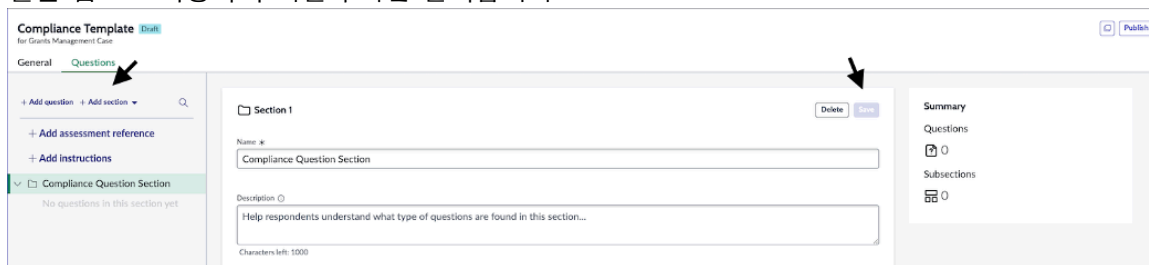 Compliance Template Draft
for Grants Management Case
Publish
General Questions
+ Add question + Add section
+ Add assessment reference
+ Add instructions
Compliance Question Section
No questions in this section yet
Section 1
Delete Save
Name *
Compliance Question Section
Description
Help respondents understand what type of questions are found in this section...
Characters left: 1000
Summary
Questions
0
Subsections
0